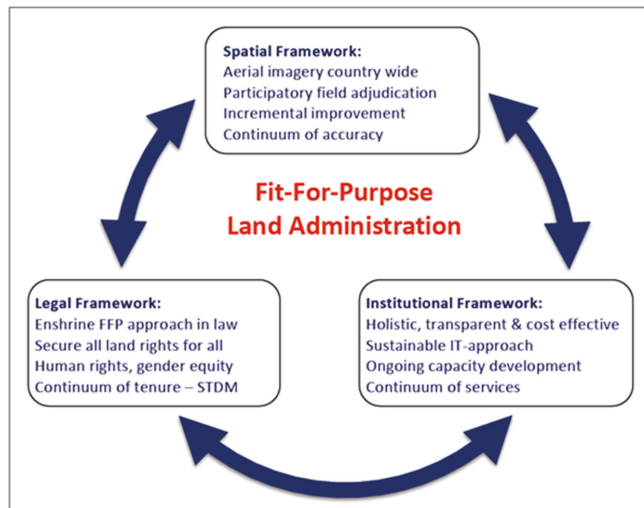 Spatial Framework:
Aerial imagery country wide
Participatory field adjudication
Incremental improvement
Continuum of accuracy
Fit-For-Purpose
Land Administration
Legal Framework:
Enshrine FFP approach in law
Secure all land rights for all
Human rights, gender equity
Continuum of tenure – STDM
Institutional Framework:
Holistic, transparent & cost effective
Sustainable IT-approach
Ongoing capacity development
Continuum of services